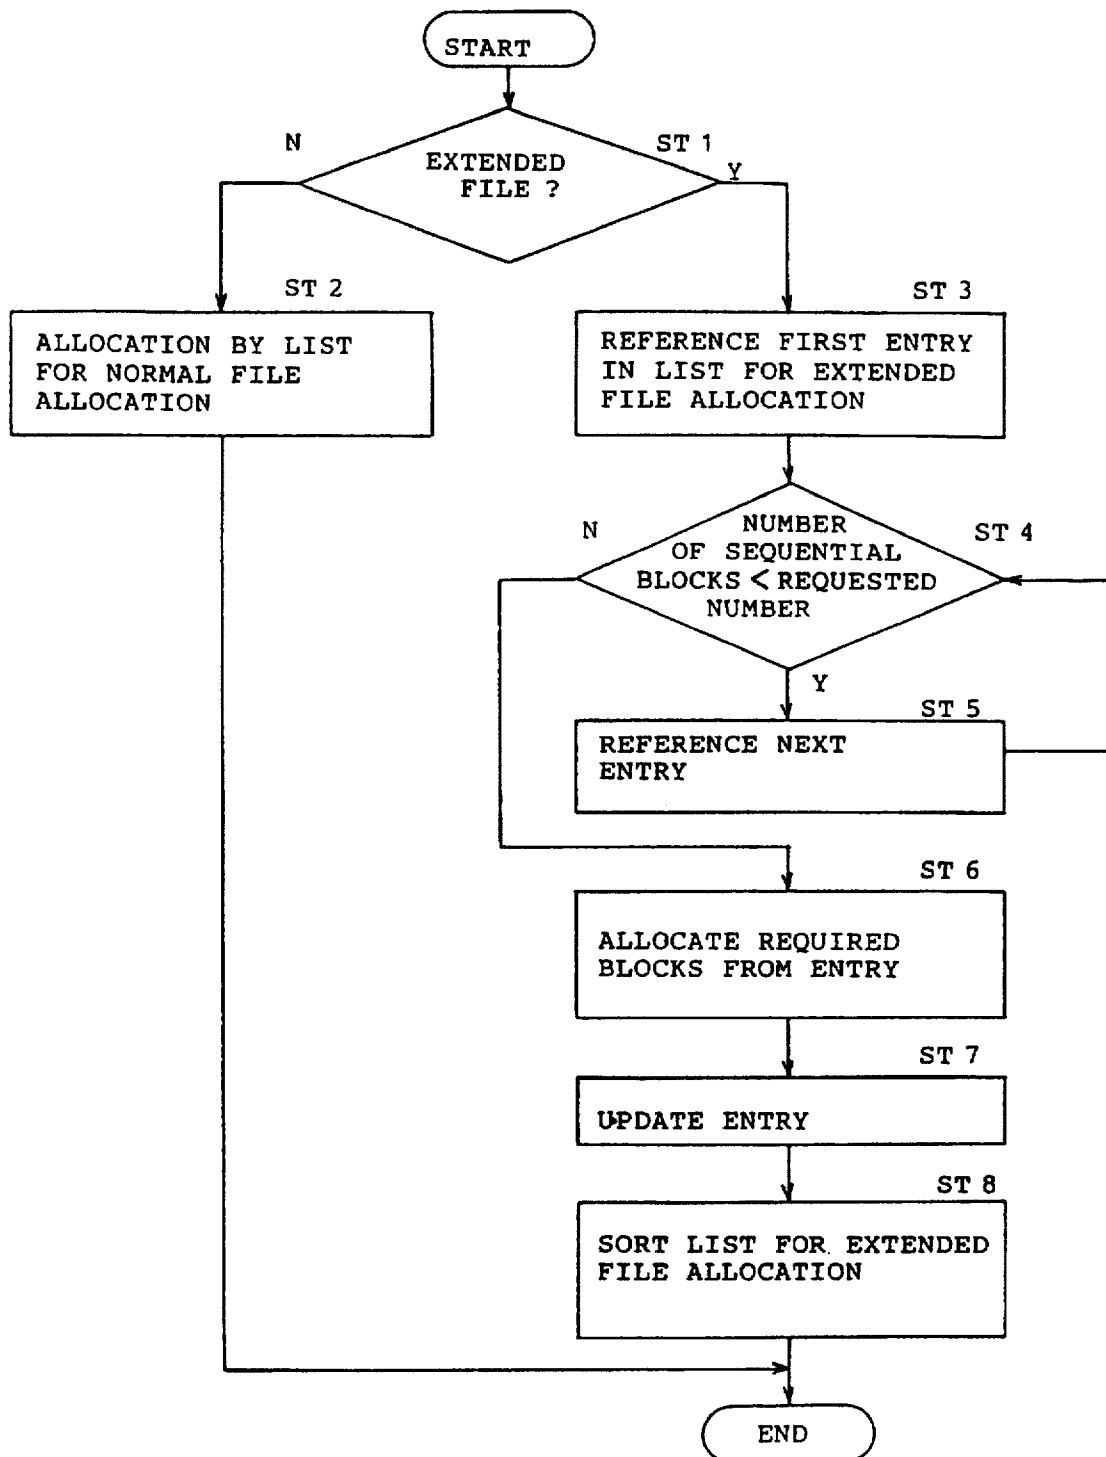 START
N
ST 1
Y
EXTENDED
FILE ?
ST 2
ALLOCATION BY LIST
FOR NORMAL FILE
ALLOCATION
ST 3
REFERENCE FIRST ENTRY
IN LIST FOR EXTENDED
FILE ALLOCATION
N
ST 4
NUMBER
OF SEQUENTIAL
BLOCKS < REQUESTED
NUMBER
Y
ST 5
REFERENCE NEXT
ENTRY
ST 6
ALLOCATE REQUIRED
BLOCKS FROM ENTRY
ST 7
UPDATE ENTRY
ST 8
SORT LIST FOR EXTENDED
FILE ALLOCATION
END